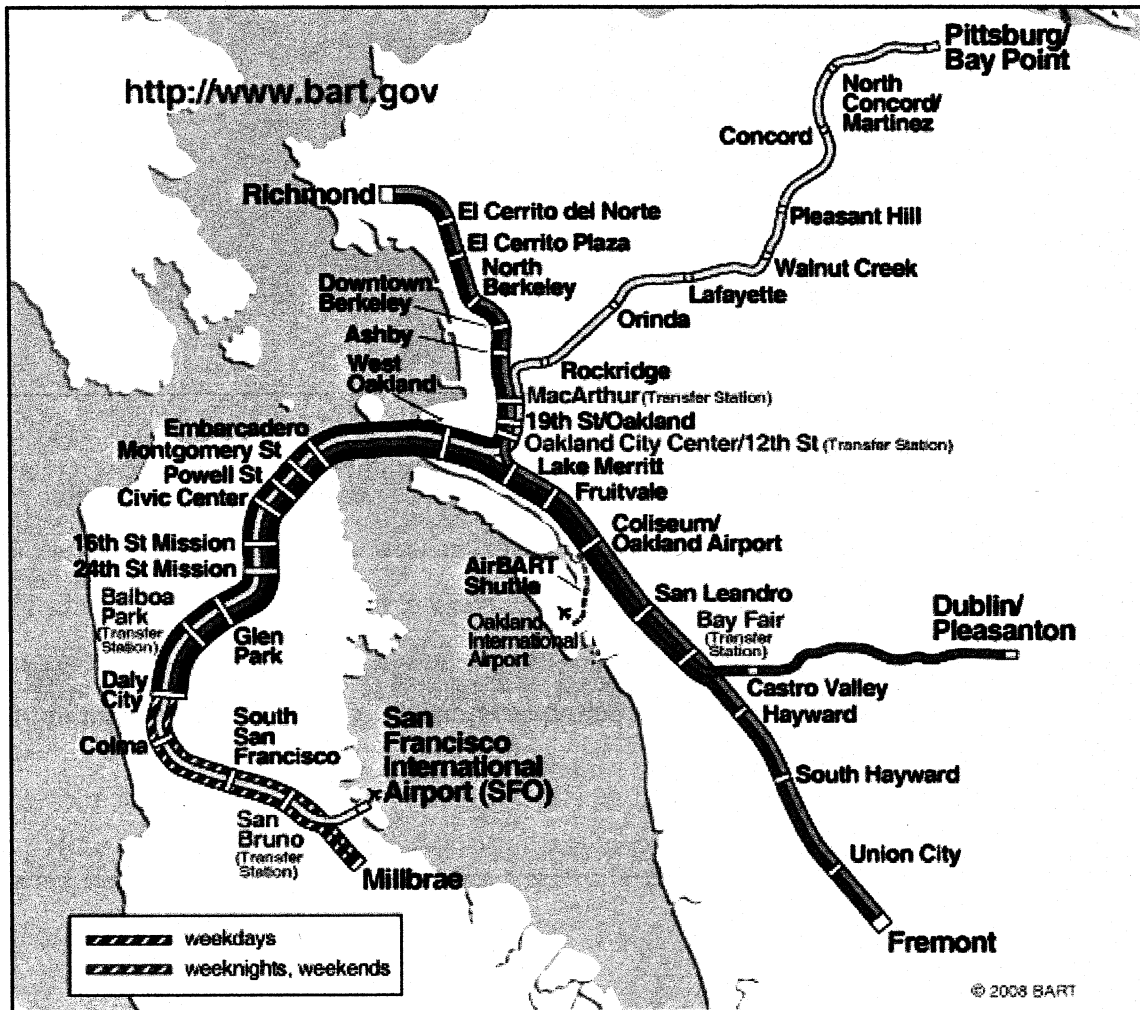 http://www.bart.gov
Pittsburg/
Bay Point
North
Concord/
Martinez
Concord
Richmond
El Cerrito del Norte
Pleasant Hill
El Cerrito Plaza
North
Berkeley
Walnut Creek
Downtown
Berkeley
Lafayette
Orinda
Ashby
West
Oakland
Rockridge
MacArthur (Transfer Station)
19th St/Oakland
Oakland City Center/12th St (Transfer Station)
Embarcadero
Montgomery St
Powell St
Civic Center
Lake Merritt
Fruitvale
Coliseum/
Oakland Airport
16th St Mission
24th St Mission
AirBART
Shuttle
San Leandro
Balboa
Park
(Transfer
Station)
Glen
Park
Oakland
International
Airport
Bay Fair
(Transfer
Station)
Dublin/
Pleasanton
Castro Valley
Hayward
Daly
City
Colma
South
San
Francisco
San
Francisco
International
Airport (SFO)
South Hayward
San
Bruno
(Transfer
Station)
Millbrae
Union City
Fremont
weekdays
weeknights, weekends
© 2008 BART